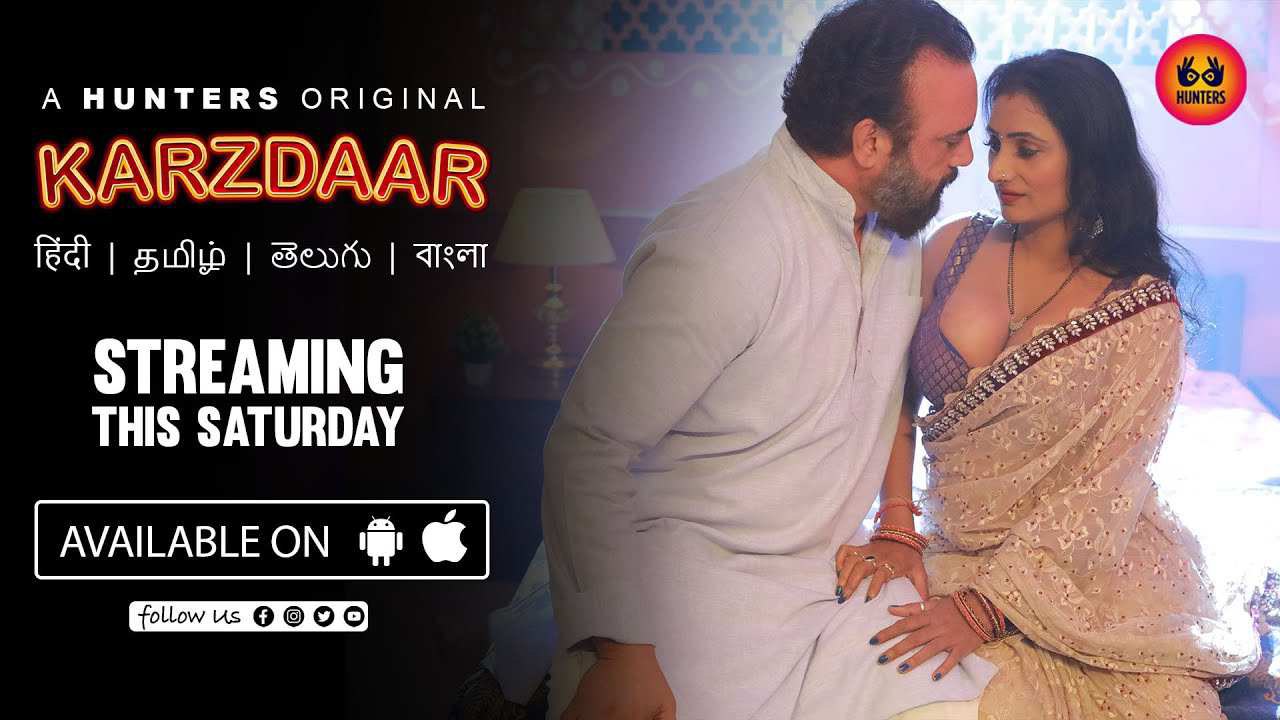 A HUNTERS ORIGINAL
KARZDAAR
हिंदी | தமிழ் | తెలుగు | বাংলা
STREAMING
THIS SATURDAY
AVAILABLE ON
follow us
HUNTERS